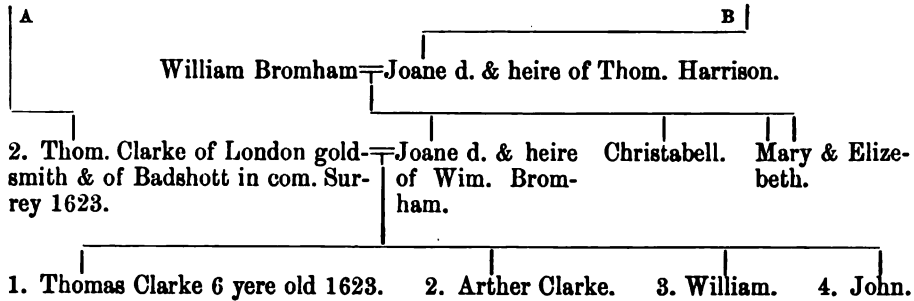 A B
William Bromham=Joane d. & heire of Thom. Harrison.
2. Thom. Clarke of London gold-=Joane d. & heire Christabell. Mary & Elize-
smith & of Badshott in com. Sur- of Wim. Brom- beth.
rey 1623. ham.
1. Thomas Clarke 6 yere old 1623. 2. Arther Clarke. 3. William. 4. John.